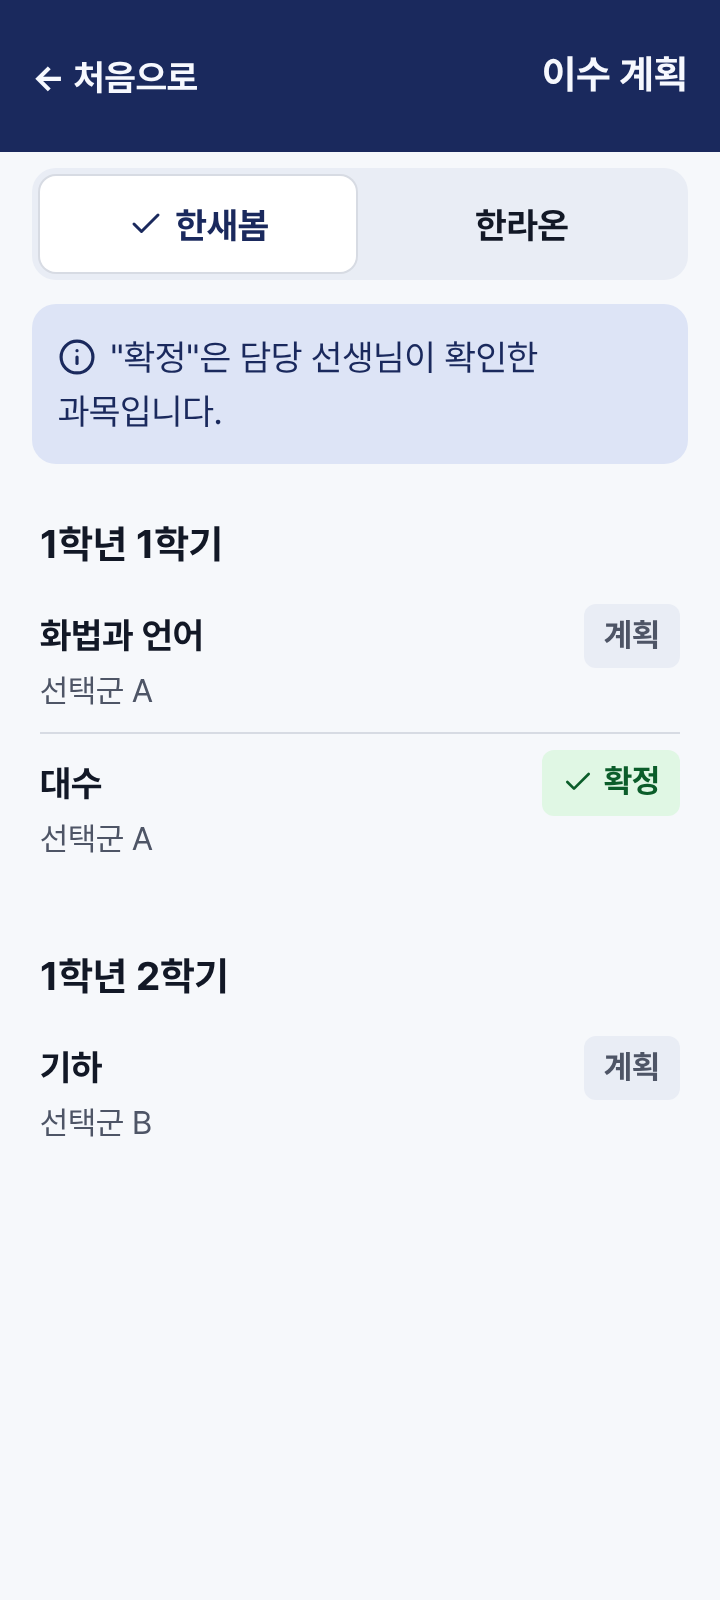 ← 처음으로
이수 계획
✓ 한새봄
한라온
"확정"은 담당 선생님이 확인한
과목입니다.
1학년 1학기
화법과 언어
계획
선택군 A
대수
✓ 확정
선택군 A
1학년 2학기
기하
계획
선택군 B